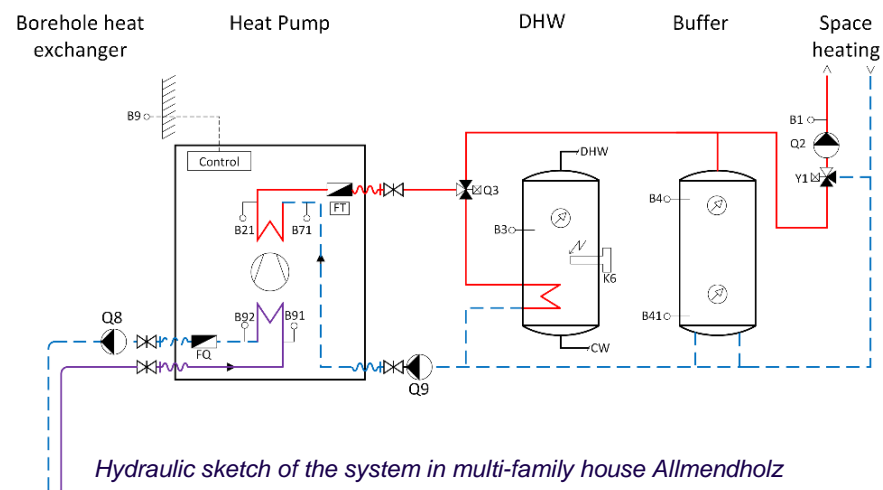 Borehole heat
exchanger
Heat Pump
DHW
Buffer
Space
heating
B9
Control
B1
Q2
DHW
Y1
Q3
FT
B21
B71
B3
K6
B4
B92
B91
Q8
FQ
B41
CW
Q9
Hydraulic sketch of the system in multi-family house Allmendholz